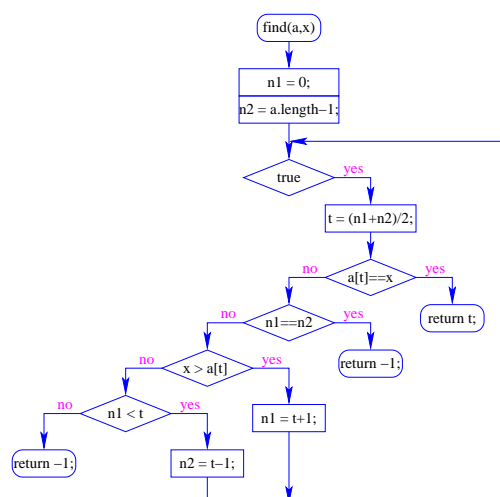 find(a,x)
n1 = 0;
n2 = a.length−1;
true
yes
t = (n1+n2)/2;
no
a[t]==x
yes
return t;
no
n1==n2
yes
return −1;
no
x > a[t]
yes
n1 = t+1;
no
n1 < t
yes
return −1;
n2 = t−1;